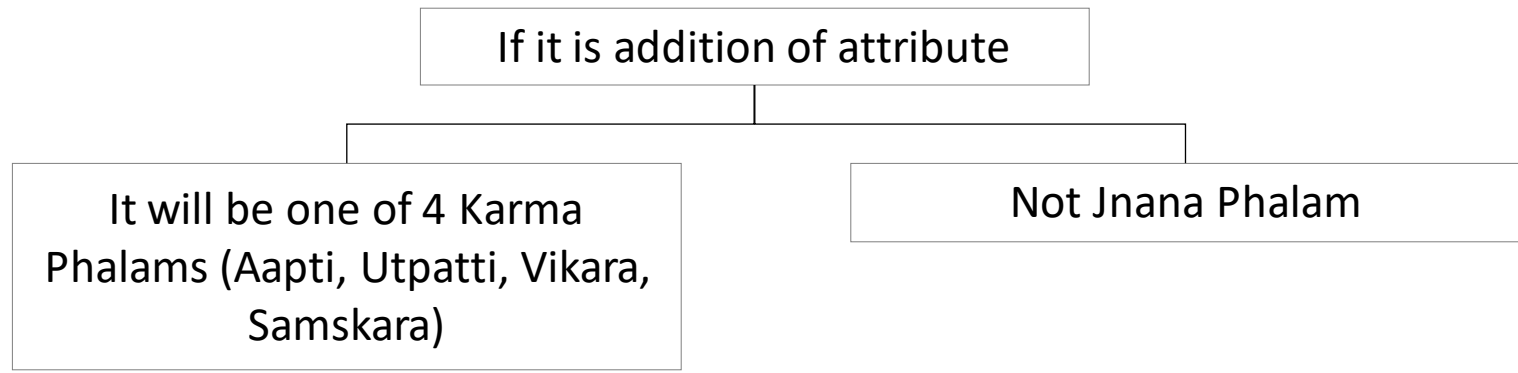 If it is addition of attribute
It will be one of 4 Karma
Phalams (Aapti, Utpatti, Vikara,
Samskara)
Not Jnana Phalam